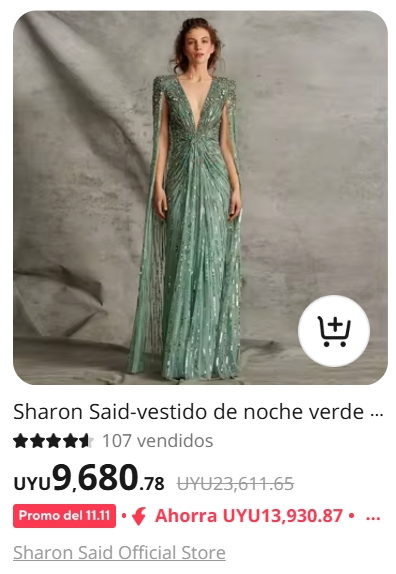 Sharon Said-vestido de noche verde ...
107 vendidos
UYU9,680.78 UYU23,611.65
Promo del 11.11 • Ahorra UYU13,930.87 • ...
Sharon Said Official Store